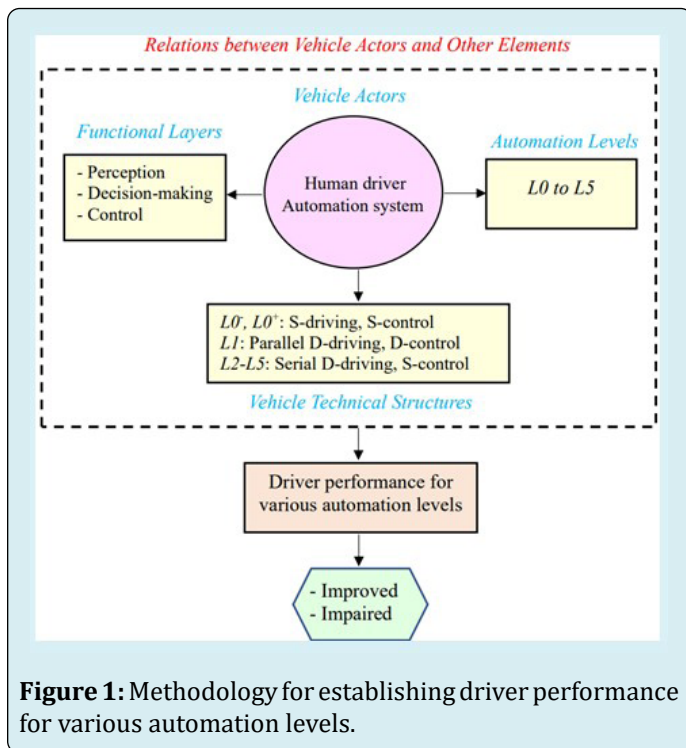 Relations between Vehicle Actors and Other Elements
Vehicle Actors
Functional Layers
- Perception
- Decision-making
- Control
Human driver
Automation system
Automation Levels
L0 to L5
L0⁻, L0⁺: S-driving, S-control
L1: Parallel D-driving, D-control
L2-L5: Serial D-driving, S-control
Vehicle Technical Structures
Driver performance for
various automation levels
- Improved
- Impaired
Figure 1: Methodology for establishing driver performance
for various automation levels.